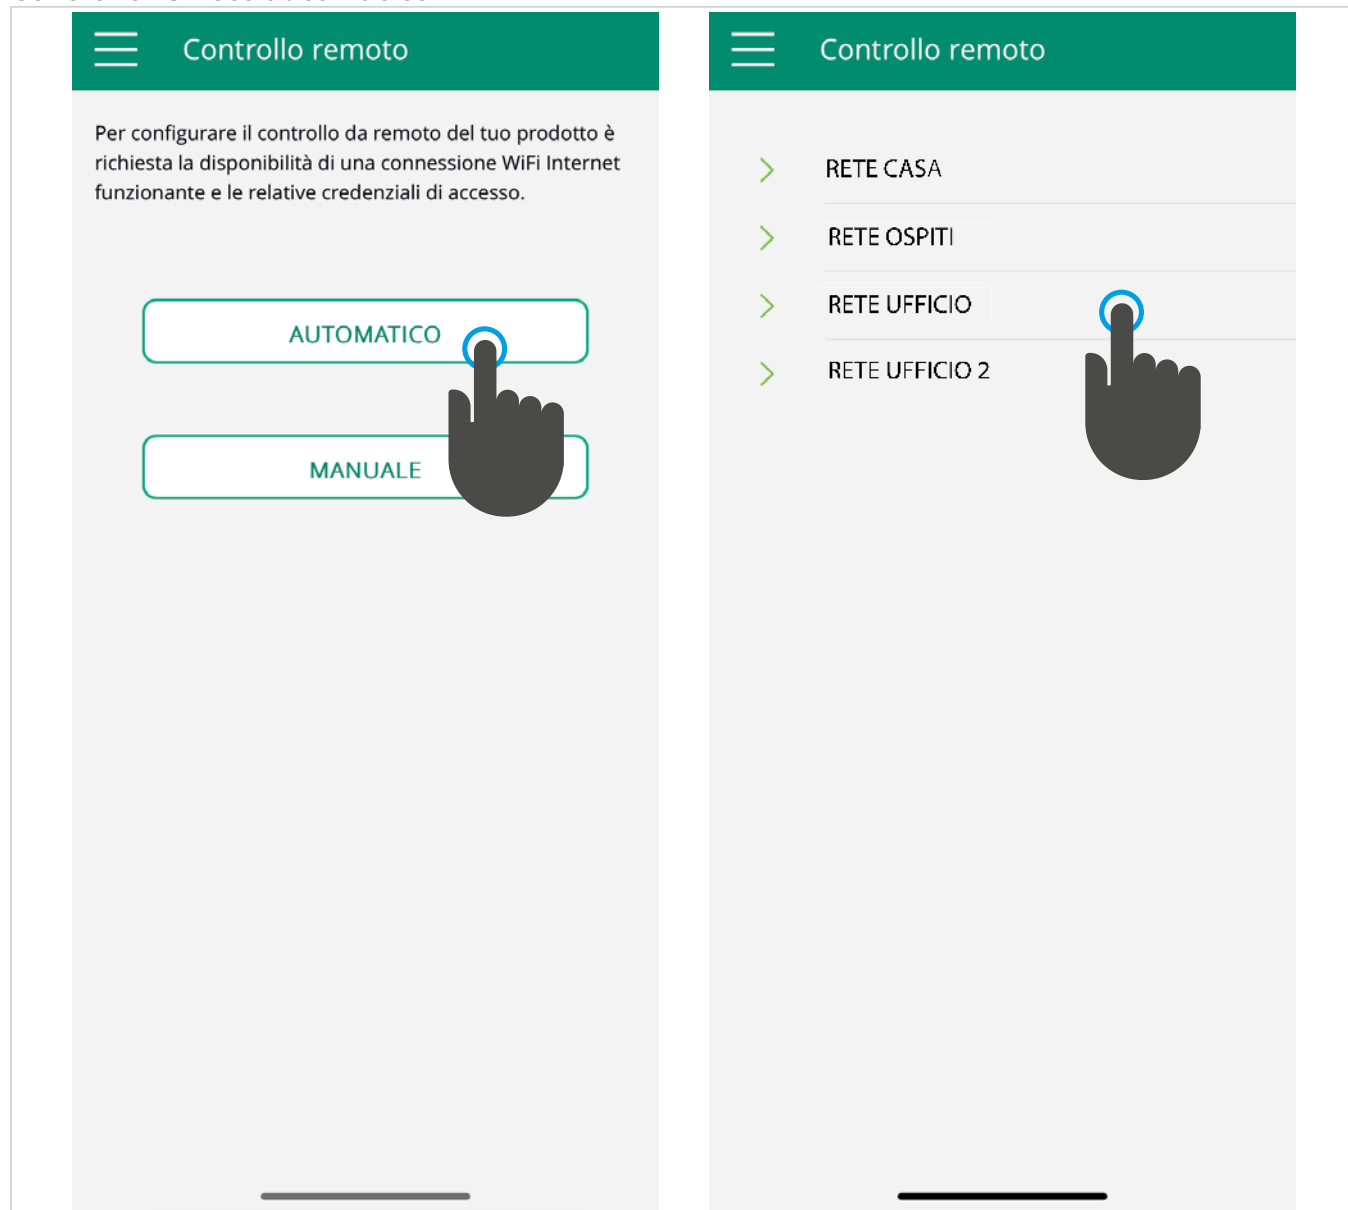 Controllo remoto
Per configurare il controllo da remoto del tuo prodotto è
richiesta la disponibilità di una connessione WiFi Internet
funzionante e le relative credenziali di accesso.
AUTOMATICO
MANUALE
Controllo remoto
RETE CASA
RETE OSPITI
RETE UFFICIO
RETE UFFICIO 2